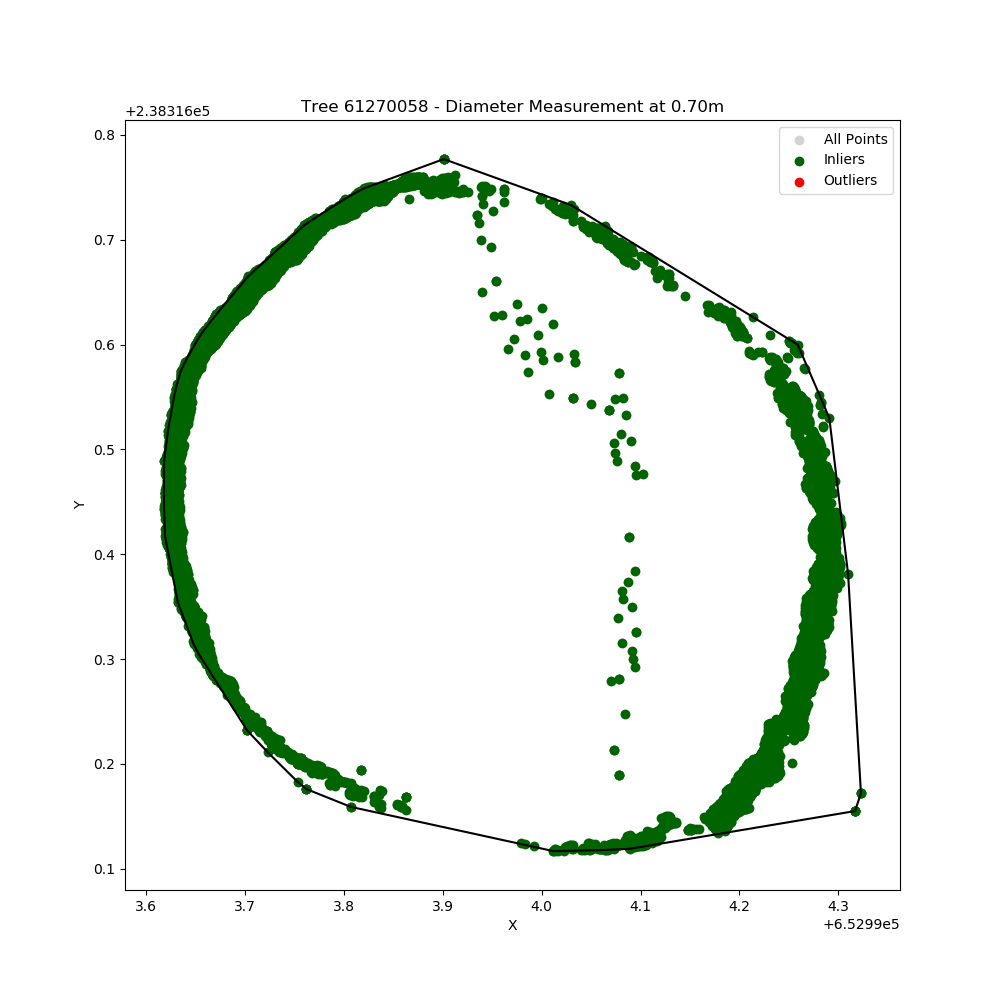 Tree 61270058 - Diameter Measurement at 0.70m
+2.38316e5
All Points
Inliers
Outliers
0.8
0.7
0.6
0.5
0.4
0.3
0.2
0.1
Y
3.6 3.7 3.8 3.9 4.0 4.1 4.2 4.3
X
+6.5299e5